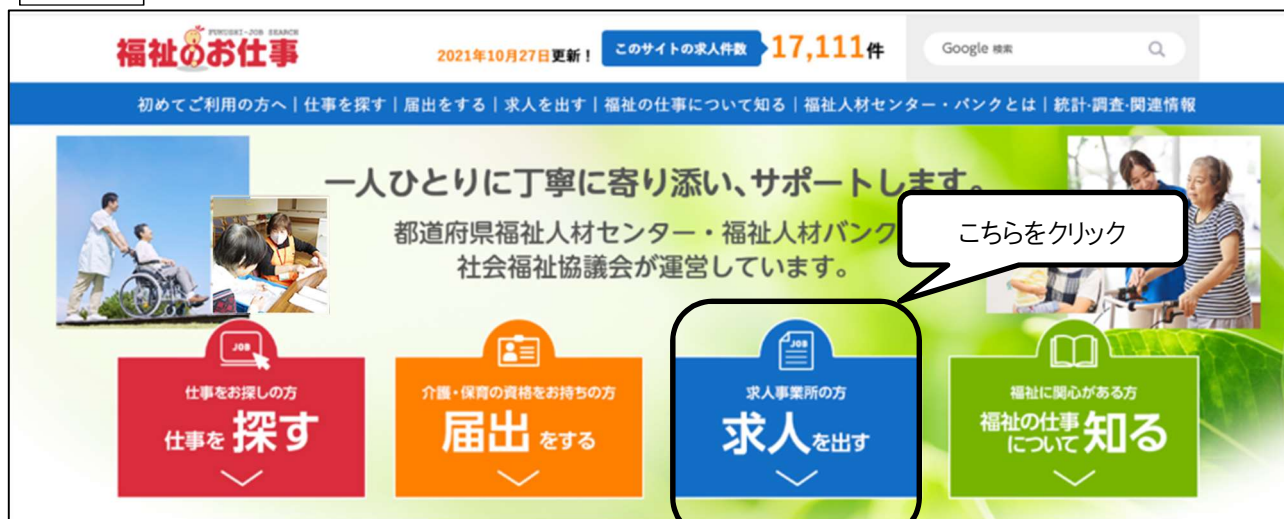 FUKUSHI-JOB SEARCH
福祉のお仕事
2021年10月27日更新！
このサイトの求人件数
17,111件
Google 検索
初めてご利用の方へ｜仕事を探す｜届出をする｜求人を出す｜福祉の仕事について知る｜福祉人材センター・バンクとは｜統計・調査・関連情報
一人ひとりに丁寧に寄り添い、サポートします。
都道府県福祉人材センター・福祉人材バンク
社会福祉協議会が運営しています。
こちらをクリック
JOB
仕事をお探しの方
仕事を探す
介護・保育の資格をお持ちの方
届出をする
JOB
求人事業所の方
求人を出す
福祉に関心がある方
福祉の仕事
について知る